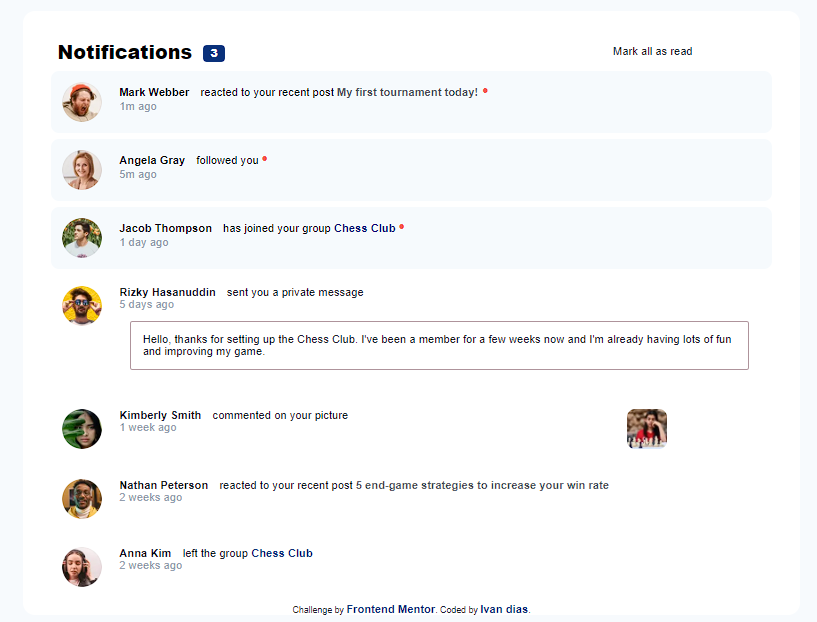 Notifications 3 Mark all as read
Mark Webber reacted to your recent post My first tournament today!
1m ago
Angela Gray followed you
5m ago
Jacob Thompson has joined your group Chess Club
1 day ago
Rizky Hasanuddin sent you a private message
5 days ago
Hello, thanks for setting up the Chess Club. I've been a member for a few weeks now and I'm already having lots of fun
and improving my game.
Kimberly Smith commented on your picture
1 week ago
Nathan Peterson reacted to your recent post 5 end-game strategies to increase your win rate
2 weeks ago
Anna Kim left the group Chess Club
2 weeks ago
Challenge by Frontend Mentor. Coded by Ivan dias.